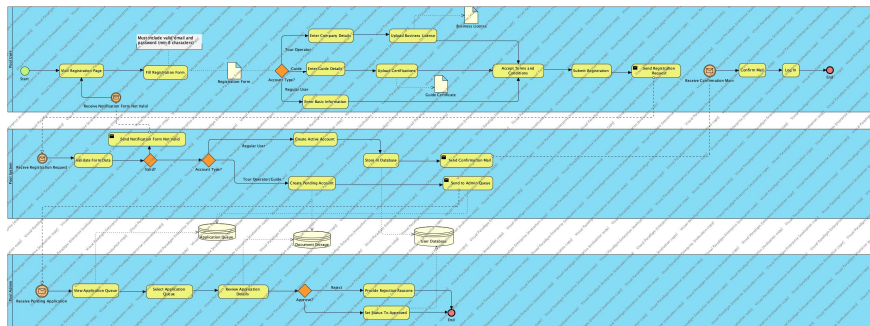 Must include valid email and
password (min 8 characters)
Business License
Enter Company Details
Upload Business License
Tour Operator
Start
Visit Registration Page
Fill Registration Form
Registration Form
Account Type?
Guide
Enter Guide Details
Upload Certifications
Guide Certificate
Regular User
Enter Basic Information
Accept Terms and
Conditions
Submit Registration
Send Registration
Request
Receive Confirmation Mail
Confirm Mail
Log In
End
Receive Notification Form Not Valid
Send Notification Form Not Valid
Receive Registration Request
Validate Form Data
Valid?
Account Type?
Regular User
Create Active Account
Store in Database
Send Confirmation Mail
Tour Operator/Guide
Create Pending Account
Send to Admin Queue
Application Queue
Document Storage
User Database
Receive Pending Application
View Application Queue
Select Application
Queue
Review Application
Details
Approve?
Reject
Provide Rejection Reasons
Set Status To Approved
End